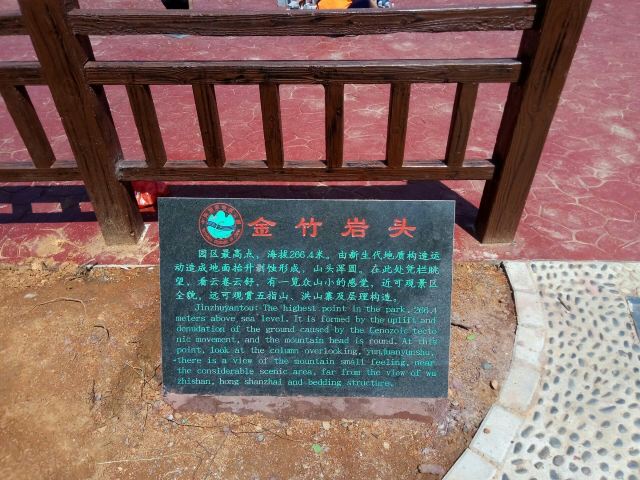 金竹岩头
园区最高点，海拔266.4米。由新生代地质构造运
动造成地面抬升剥蚀形成，山头浑圆。在此处凭栏眺
望，看云卷云舒，有一览众山小的感觉，近可观景区
全貌，远可观赏五指山、洪山寨及层理构造。
Jinzhuyantou: The highest point in the park, 266.4
meters above sea level. It is formed by the uplift and
denudation of the ground caused by the Cenozoic tecto
nic movement, and the mountain head is round. At this
point, look at the column overlooking, yunjuanyunshu,
there is a view of the mountain small feeling, near
the considerable scenic area, far from the view of wu
zhishan, hong shanzhai and bedding structure.